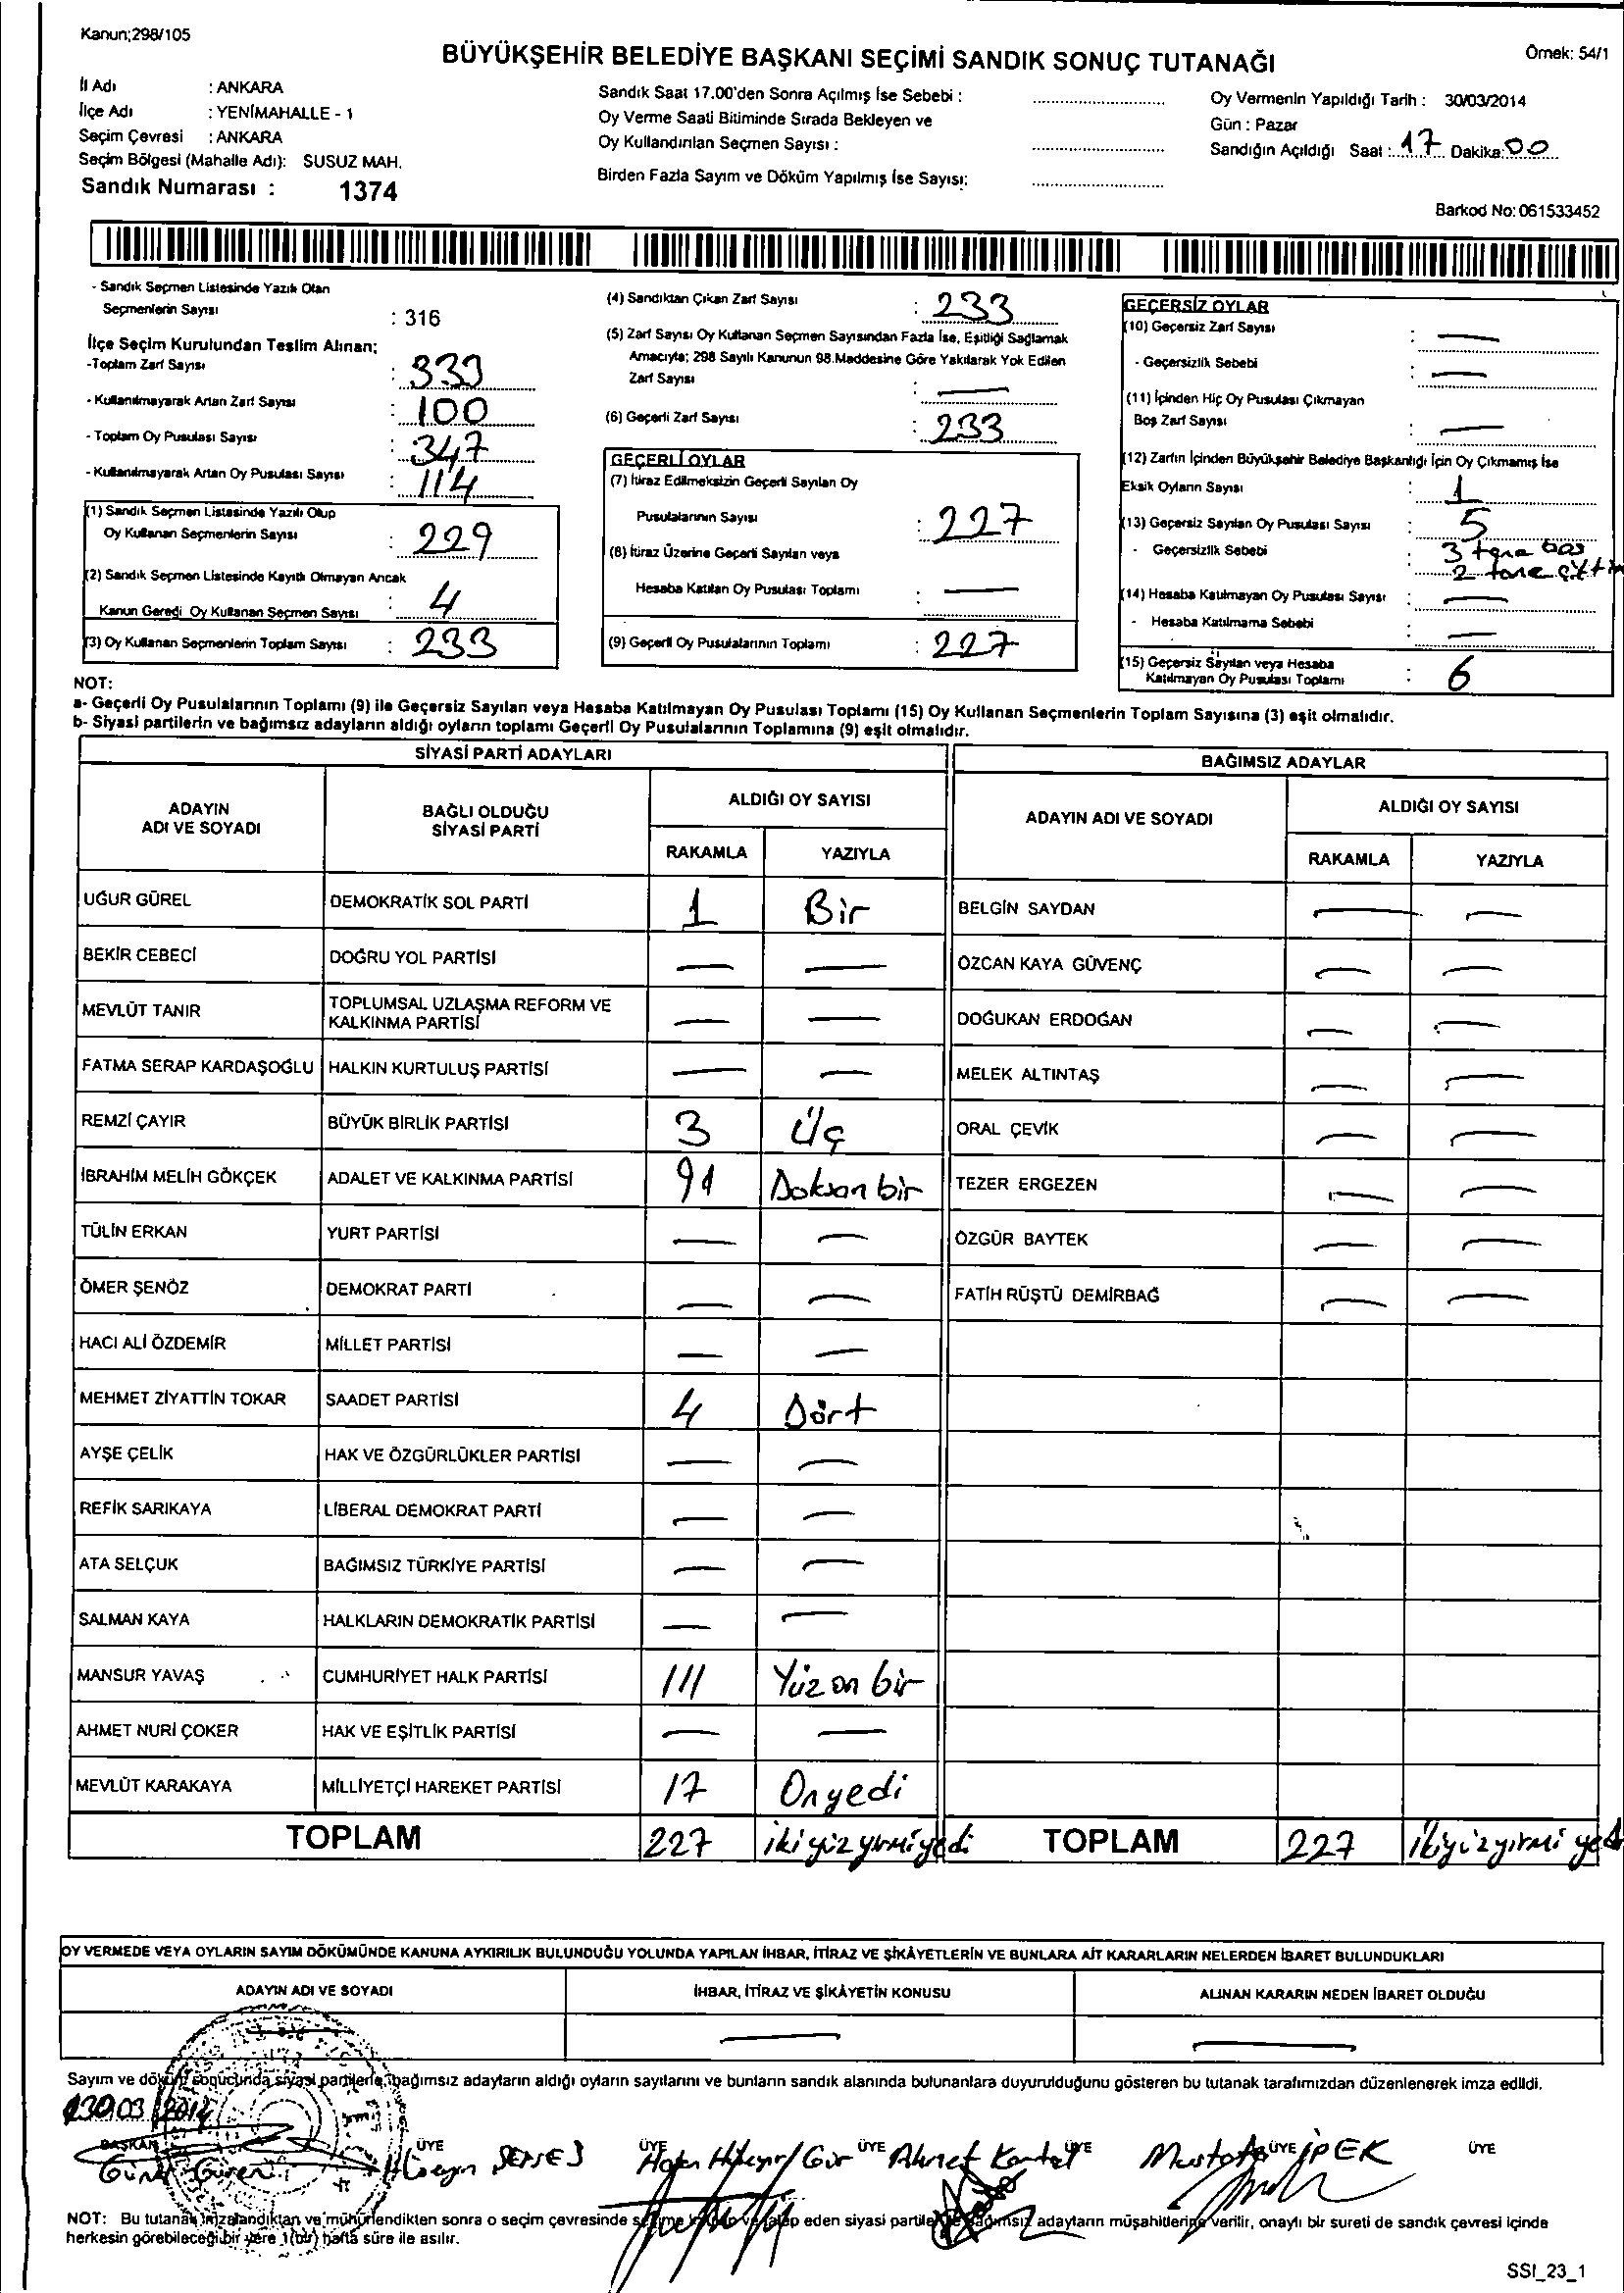 Kanun;298/105
Örnek: 54/1
BÜYÜKŞEHİR BELEDİYE BAŞKANI SEÇİMİ SANDIK SONUÇ TUTANAĞI
İl Adı : ANKARA
İlçe Adı : YENİMAHALLE - 1
Seçim Çevresi : ANKARA
Seçim Bölgesi (Mahalle Adı): SUSUZ MAH.
Sandık Numarası : 1374
Sandık Saat 17.00'den Sonra Açılmış İse Sebebi :
Oy Verme Saati Bitiminde Sırada Bekleyen ve
Oy Kullandırılan Seçmen Sayısı :
Birden Fazla Sayım ve Döküm Yapılmış İse Sayısı:
Oy Vermenin Yapıldığı Tarih : 30/03/2014
Gün : Pazar
Sandığın Açıldığı Saat : 17 Dakika: 00
Barkod No: 061533452
- Sandık Seçmen Listesinde Yazılı Olan
Seçmenlerin Sayısı : 316
İlçe Seçim Kurulundan Teslim Alınan;
-Toplam Zarf Sayısı : 333
- Kullanılmayarak Artan Zarf Sayısı : 100
- Toplam Oy Pusulası Sayısı : 347
- Kullanılmayarak Artan Oy Pusulası Sayısı : 114
(1) Sandık Seçmen Listesinde Yazılı Olup
Oy Kullanan Seçmenlerin Sayısı : 229
(2) Sandık Seçmen Listesinde Kayıtlı Olmayan Ancak
Kanun Gereği Oy Kullanan Seçmen Sayısı : 4
(3) Oy Kullanan Seçmenlerin Toplam Sayısı : 233
(4) Sandıktan Çıkan Zarf Sayısı : 233
(5) Zarf Sayısı Oy Kullanan Seçmen Sayısından Fazla İse, Eşitliği Sağlamak
Amacıyla; 298 Sayılı Kanunun 98.Maddesine Göre Yakılarak Yok Edilen
Zarf Sayısı : —
(6) Geçerli Zarf Sayısı : 233
GEÇERLİ OYLAR
(7) İtiraz Edilmeksizin Geçerli Sayılan Oy
Pusulalarının Sayısı : 227
(8) İtiraz Üzerine Geçerli Sayılan veya
Hesaba Katılan Oy Pusulası Toplamı : —
(9) Geçerli Oy Pusulalarının Toplamı : 227
GEÇERSİZ OYLAR
(10) Geçersiz Zarf Sayısı : —
- Geçersizlik Sebebi : —
(11) İçinden Hiç Oy Pusulası Çıkmayan
Boş Zarf Sayısı : —
(12) Zarfın İçinden Büyükşehir Belediye Başkanlığı İçin Oy Çıkmamış İse
Eksik Oyların Sayısı : 1
(13) Geçersiz Sayılan Oy Pusulası Sayısı : 5
- Geçersizlik Sebebi : 3 tane boş
2 tane
(14) Hesaba Katılmayan Oy Pusulası Sayısı : —
- Hesaba Katılmama Sebebi : —
(15) Geçersiz Sayılan veya Hesaba
Katılmayan Oy Pusulası Toplamı : 6
NOT:
a- Geçerli Oy Pusulalarının Toplamı (9) ile Geçersiz Sayılan veya Hesaba Katılmayan Oy Pusulası Toplamı (15) Oy Kullanan Seçmenlerin Toplam Sayısına (3) eşit olmalıdır.
b- Siyasi partilerin ve bağımsız adayların aldığı oyların toplamı Geçerli Oy Pusulalarının Toplamına (9) eşit olmalıdır.
SİYASİ PARTİ ADAYLARI
ADAYIN ADI VE SOYADI BAĞLI OLDUĞU SİYASİ PARTİ ALDIĞI OY SAYISI
RAKAMLA YAZIYLA
UĞUR GÜREL DEMOKRATİK SOL PARTİ 1 Bir
BEKİR CEBECİ DOĞRU YOL PARTİSİ — —
MEVLÜT TANIR TOPLUMSAL UZLAŞMA REFORM VE KALKINMA PARTİSİ — —
FATMA SERAP KARDAŞOĞLU HALKIN KURTULUŞ PARTİSİ — —
REMZİ ÇAYIR BÜYÜK BİRLİK PARTİSİ 3 Üç
İBRAHİM MELİH GÖKÇEK ADALET VE KALKINMA PARTİSİ 91 Doksan bir
TÜLİN ERKAN YURT PARTİSİ — —
ÖMER ŞENÖZ DEMOKRAT PARTİ — —
HACI ALİ ÖZDEMİR MİLLET PARTİSİ — —
MEHMET ZİYATTİN TOKAR SAADET PARTİSİ 4 Dört
AYŞE ÇELİK HAK VE ÖZGÜRLÜKLER PARTİSİ — —
REFİK SARIKAYA LİBERAL DEMOKRAT PARTİ — —
ATA SELÇUK BAĞIMSIZ TÜRKİYE PARTİSİ — —
SALMAN KAYA HALKLARIN DEMOKRATİK PARTİSİ — —
MANSUR YAVAŞ CUMHURİYET HALK PARTİSİ 111 Yüz on bir
AHMET NURİ ÇOKER HAK VE EŞİTLİK PARTİSİ — —
MEVLÜT KARAKAYA MİLLİYETÇİ HAREKET PARTİSİ 17 Onyedi
TOPLAM 227 ikiyüzyirmiyedi
BAĞIMSIZ ADAYLAR
ADAYIN ADI VE SOYADI ALDIĞI OY SAYISI
RAKAMLA YAZIYLA
BELGİN SAYDAN — —
ÖZCAN KAYA GÜVENÇ — —
DOĞUKAN ERDOĞAN — —
MELEK ALTINTAŞ — —
ORAL ÇEVİK — —
TEZER ERGEZEN — —
ÖZGÜR BAYTEK — —
FATİH RÜŞTÜ DEMİRBAĞ — —
TOPLAM 227 ikiyüzyirmi yedi
OY VERMEDE VEYA OYLARIN SAYIM DÖKÜMÜNDE KANUNA AYKIRILIK BULUNDUĞU YOLUNDA YAPILAN İHBAR, İTİRAZ VE ŞİKÂYETLERİN VE BUNLARA AİT KARARLARIN NELERDEN İBARET BULUNDUKLARI
ADAYIN ADI VE SOYADI İHBAR, İTİRAZ VE ŞİKÂYETİN KONUSU ALINAN KARARIN NEDEN İBARET OLDUĞU
— — —
Sayım ve döküm sonucunda siyasi partilerle, bağımsız adayların aldığı oyların sayılarını ve bunların sandık alanında bulunanlara duyurulduğunu gösteren bu tutanak tarafımızdan düzenlenerek imza edildi.
30/03/2014
BAŞKAN ÜYE ÜYE ÜYE ÜYE ÜYE ÜYE
Hüseyin Ahmet Mustafa İPEK
NOT: Bu tutanak imzalandıktan ve mühürlendikten sonra o seçim çevresinde seçime katılıp ve talep eden siyasi partiler ve bağımsız adayların müşahitlerine verilir, onaylı bir sureti de sandık çevresi içinde
herkesin görebileceği bir yere 1(bir) hafta süre ile asılır.
SSI_23_1